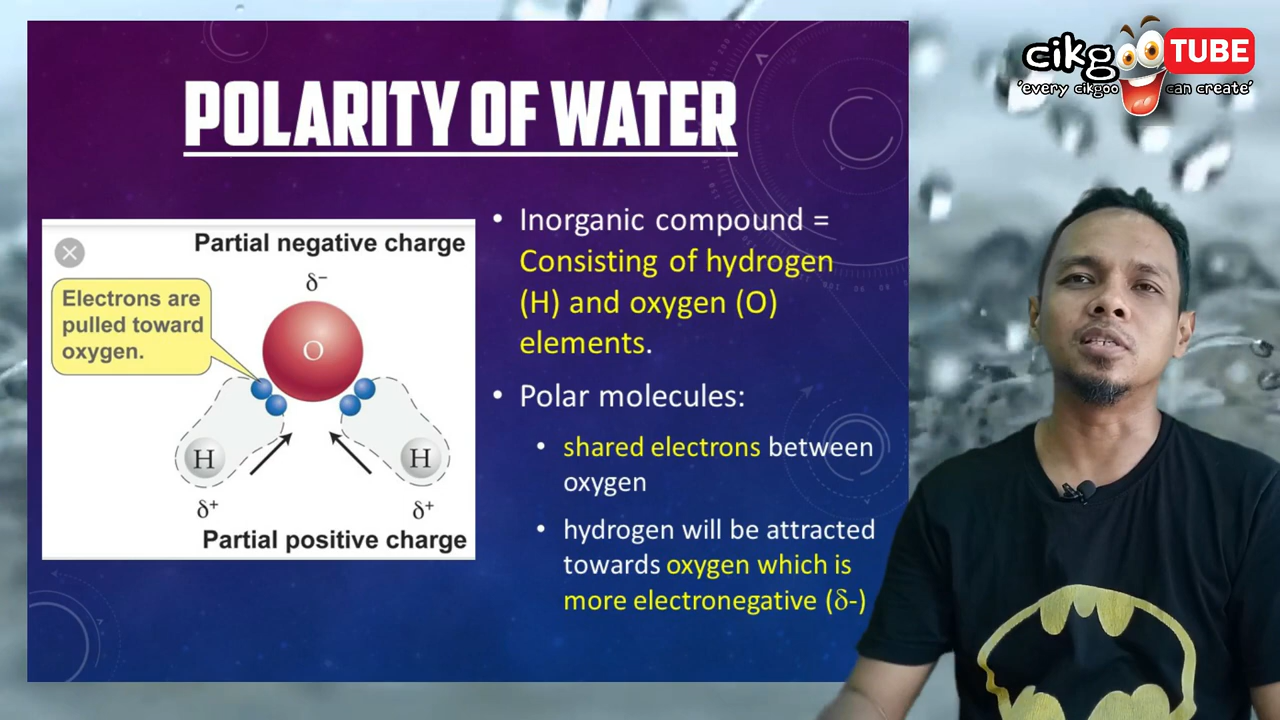 cikgoo TUBE
'every cikgoo can create'
POLARITY OF WATER
Partial negative charge
δ–
Electrons are
pulled toward
oxygen.
O
H
H
δ+
δ+
Partial positive charge
• Inorganic compound =
Consisting of hydrogen
(H) and oxygen (O)
elements.
• Polar molecules:
• shared electrons between
oxygen
• hydrogen will be attracted
towards oxygen which is
more electronegative (δ-)